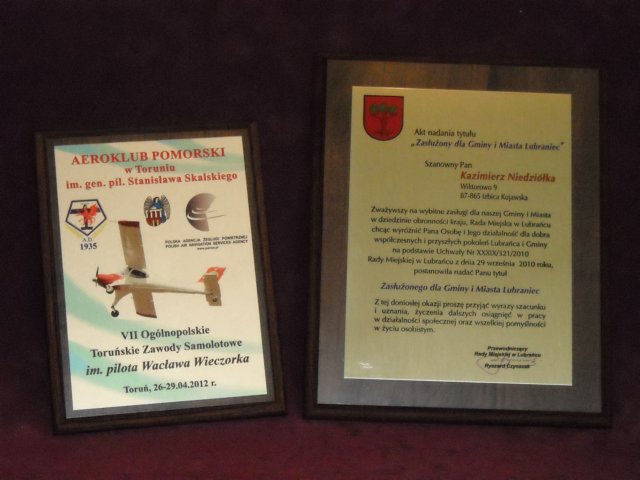 AEROKLUB POMORSKI
w Toruniu
im. gen. pil. Stanisława Skalskiego
A.D.
1935
POLSKA AGENCJA ŻEGLUGI POWIETRZNEJ
POLISH AIR NAVIGATION SERVICES AGENCY
VII Ogólnopolskie
Toruńskie Zawody Samolotowe
im. pilota Wacława Wieczorka
Toruń, 26-29.04.2012 r.
Akt nadania tytułu
„Zasłużony dla Gminy i Miasta Lubraniec"
Szanowny Pan
Kazimierz Niedziółka
Wiktorowo 9
87-865 Izbica Kujawska
Zważywszy na wybitne zasługi dla naszej Gminy i Miasta
w dziedzinie obronności kraju, Rada Miejska w Lubrańcu
chcąc wyróżnić Pana Osobę i Jego działalność dla dobra
współczesnych i przyszłych pokoleń Lubrańca i Gminy
na podstawie Uchwały Nr XXXIX/321/2010
Rady Miejskiej w Lubrańcu z dnia 29 września 2010 roku,
postanowiła nadać Panu tytuł
Zasłużonego dla Gminy i Miasta Lubraniec
Z tej doniosłej okazji proszę przyjąć wyrazy szacunku
i uznania, życzenia dalszych osiągnięć w pracy
w działalności społecznej oraz wszelkiej pomyślności
w życiu osobistym.
Przewodniczący
Rady Miejskiej w Lubrańcu
Ryszard